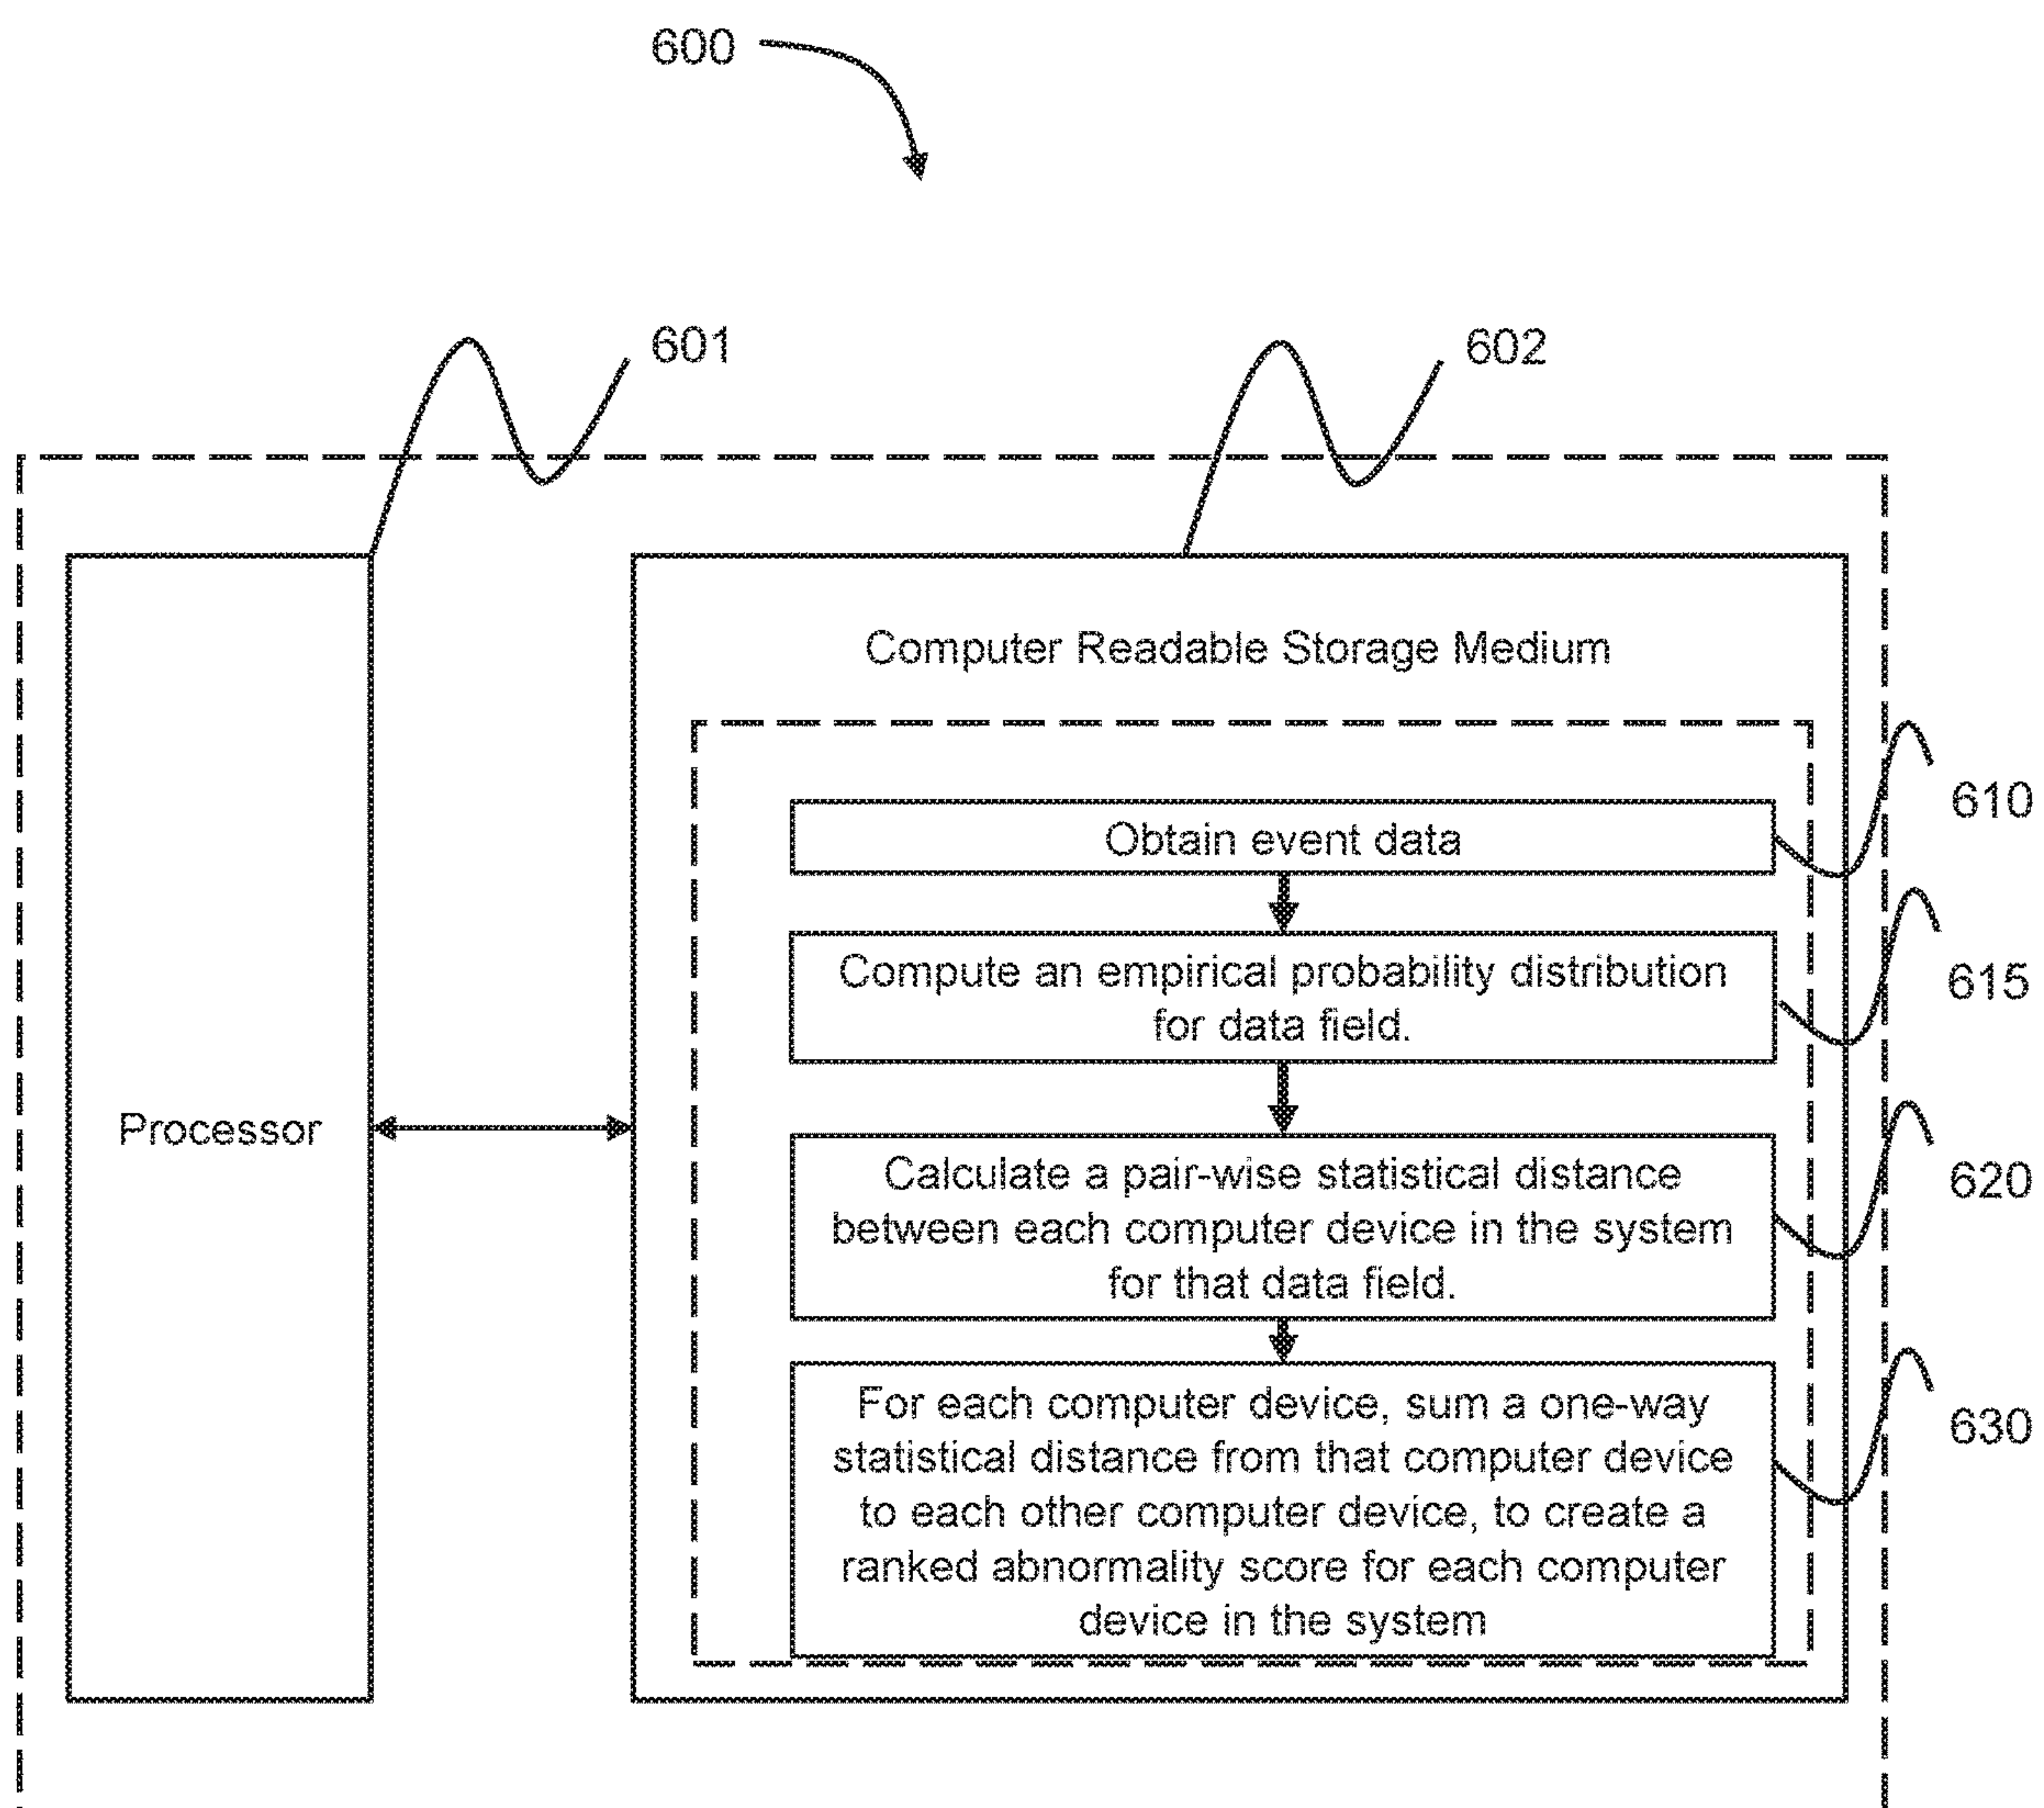 600
601
602
Computer Readable Storage Medium
610
Obtain event data
Compute an empirical probability distribution
for data field.
615
Processor
Calculate a pair-wise statistical distance
between each computer device in the system
for that data field.
620
For each computer device, sum a one-way
statistical distance from that computer device
to each other computer device, to create a
ranked abnormality score for each computer
device in the system
630